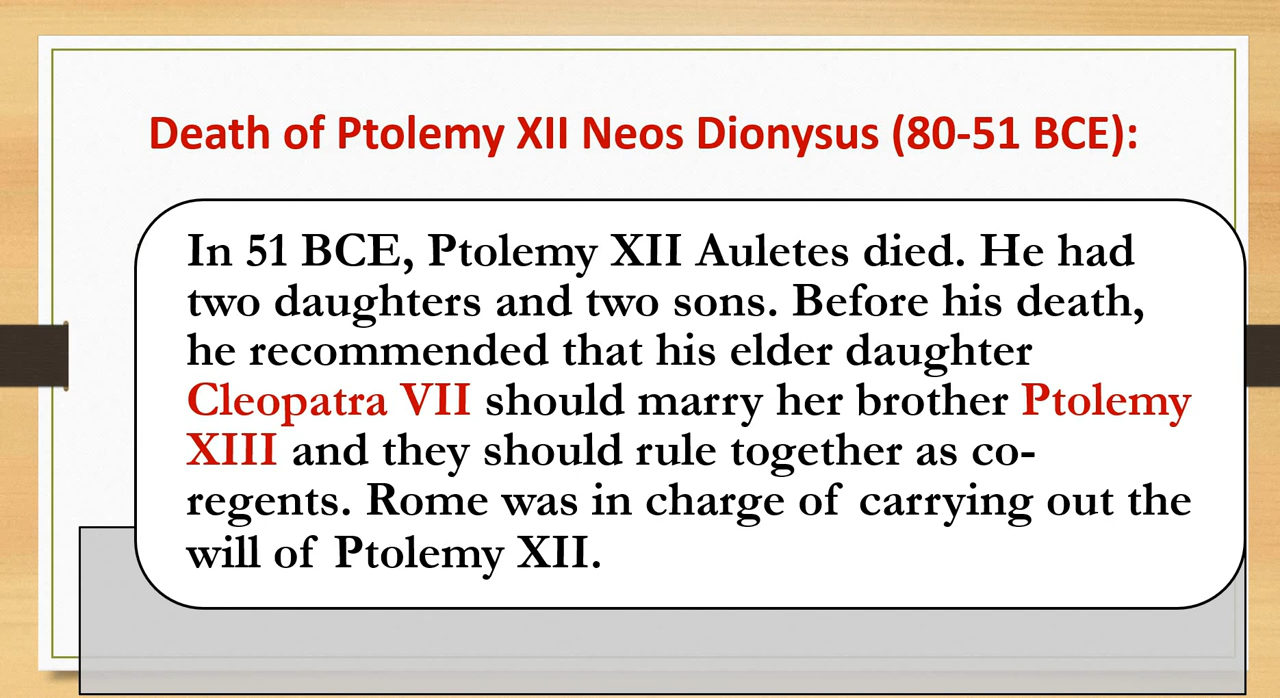 Death of Ptolemy XII Neos Dionysus (80-51 BCE):
In 51 BCE, Ptolemy XII Auletes died. He had
two daughters and two sons. Before his death,
he recommended that his elder daughter
Cleopatra VII should marry her brother Ptolemy
XIII and they should rule together as co-
regents. Rome was in charge of carrying out the
will of Ptolemy XII.